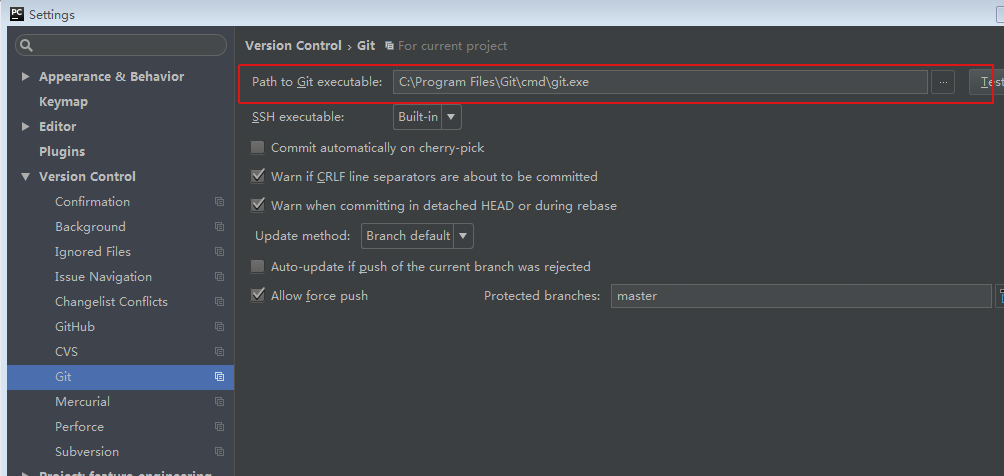 PC Settings
Version Control › Git For current project
Appearance & Behavior
Keymap
Editor
Plugins
Version Control
Confirmation
Background
Ignored Files
Issue Navigation
Changelist Conflicts
GitHub
CVS
Git
Mercurial
Perforce
Subversion
Project: feature-engineering
Path to Git executable: C:\Program Files\Git\cmd\git.exe ... Test
SSH executable: Built-in
Commit automatically on cherry-pick
Warn if CRLF line separators are about to be committed
Warn when committing in detached HEAD or during rebase
Update method: Branch default
Auto-update if push of the current branch was rejected
Allow force push Protected branches: master